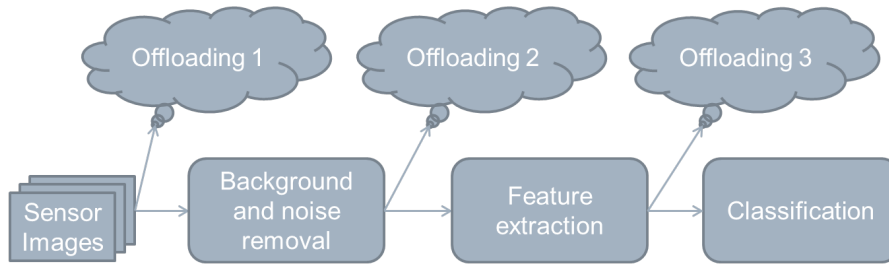 Offloading 1
Offloading 2
Offloading 3
Sensor
Images
Background
and noise
removal
Feature
extraction
Classification